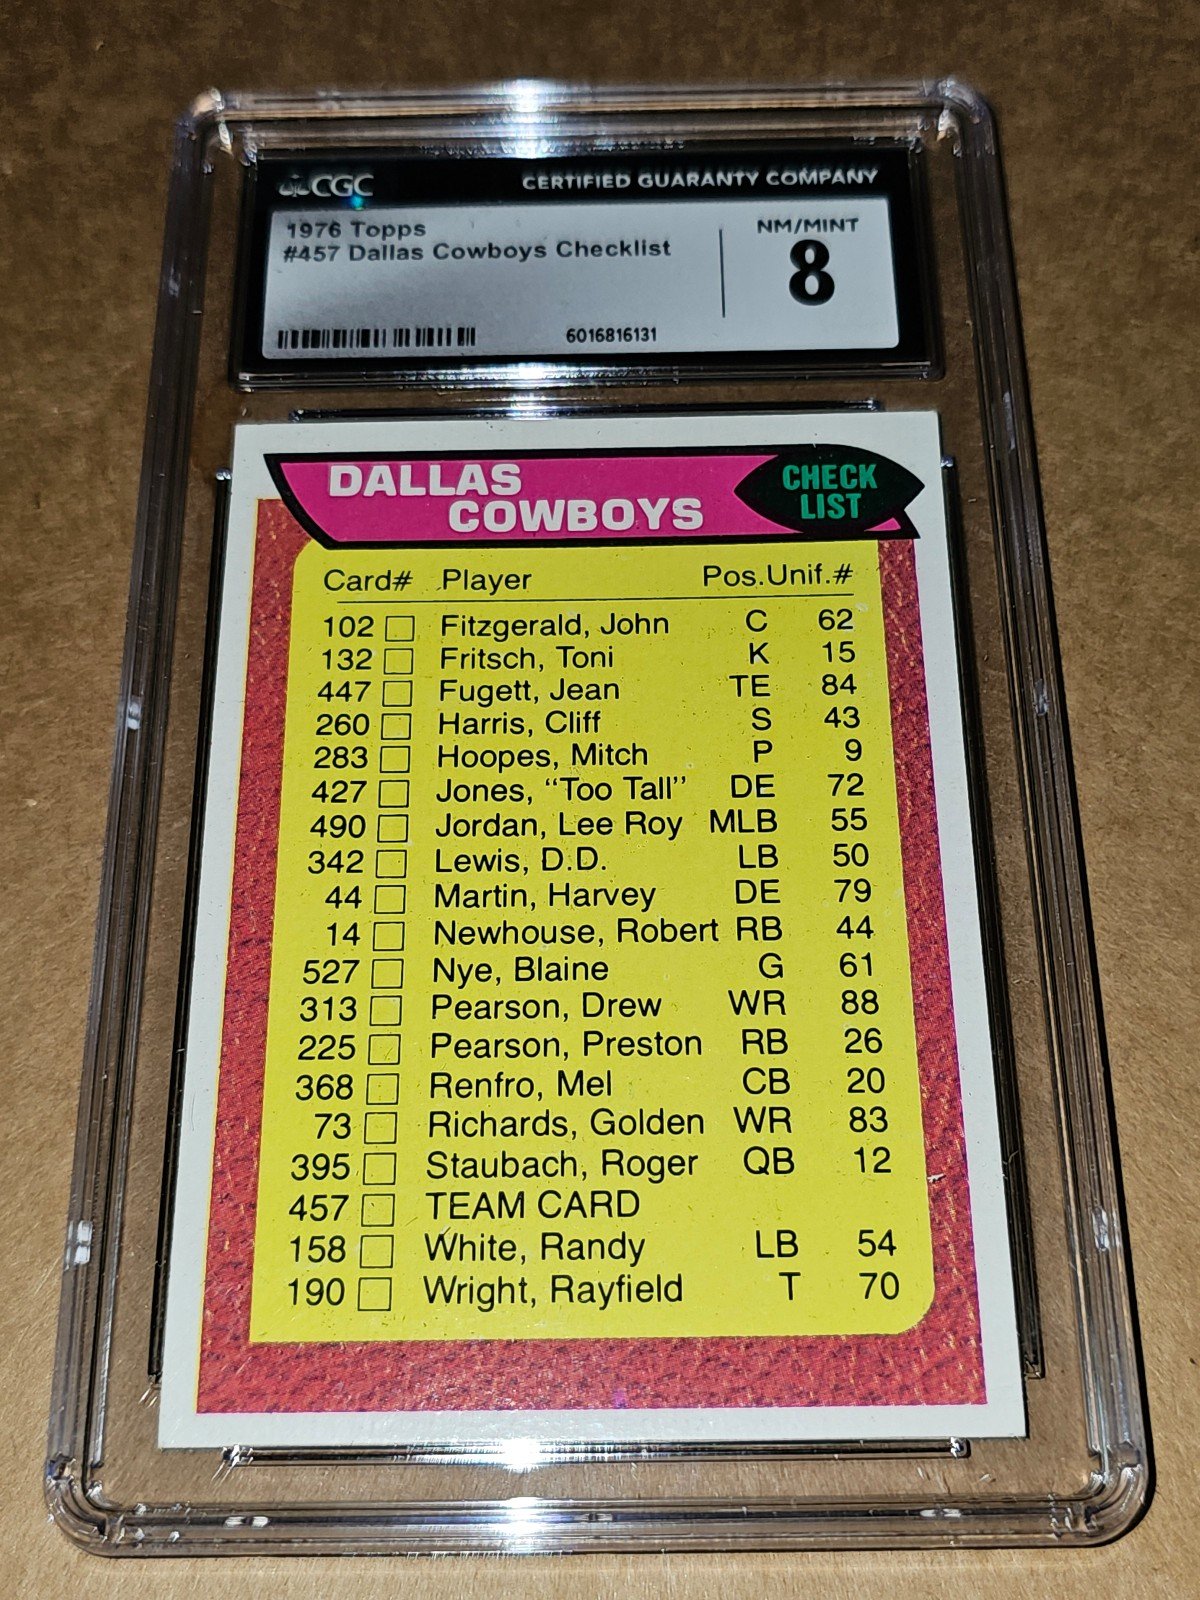 CGC CERTIFIED GUARANTY COMPANY
1976 Topps
#457 Dallas Cowboys Checklist
NM/MINT
8
6016816131
DALLAS
COWBOYS
CHECK
LIST
Card# Player Pos. Unif.#
102 Fitzgerald, John C 62
132 Fritsch, Toni K 15
447 Fugett, Jean TE 84
260 Harris, Cliff S 43
283 Hoopes, Mitch P 9
427 Jones, “Too Tall” DE 72
490 Jordan, Lee Roy MLB 55
342 Lewis, D.D. LB 50
44 Martin, Harvey DE 79
14 Newhouse, Robert RB 44
527 Nye, Blaine G 61
313 Pearson, Drew WR 88
225 Pearson, Preston RB 26
368 Renfro, Mel CB 20
73 Richards, Golden WR 83
395 Staubach, Roger QB 12
457 TEAM CARD
158 White, Randy LB 54
190 Wright, Rayfield T 70